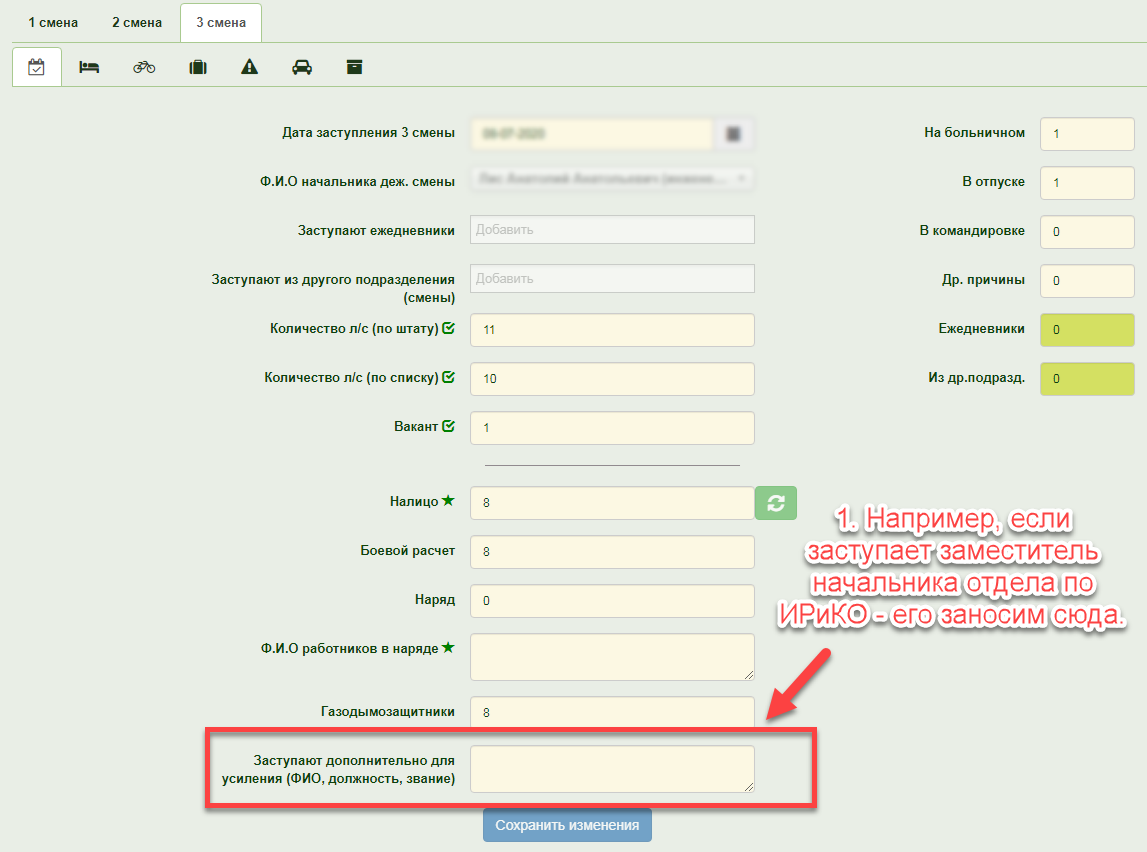 1 смена
2 смена
3 смена
Дата заступления 3 смены
Ф.И.О начальника деж. смены
Заступают ежедневники
Добавить
Заступают из другого подразделения
(смены)
Добавить
Количество л/с (по штату)
11
Количество л/с (по списку)
10
Вакант
1
Налицо
8
Боевой расчет
8
Наряд
0
Ф.И.О работников в наряде
Газодымозащитники
8
Заступают дополнительно для
усиления (ФИО, должность, звание)
Сохранить изменения
На больничном
1
В отпуске
1
В командировке
0
Др. причины
0
Ежедневники
0
Из др.подразд.
0
1. Например, если
заступает заместитель
начальника отдела по
ИРиКО - его заносим сюда.